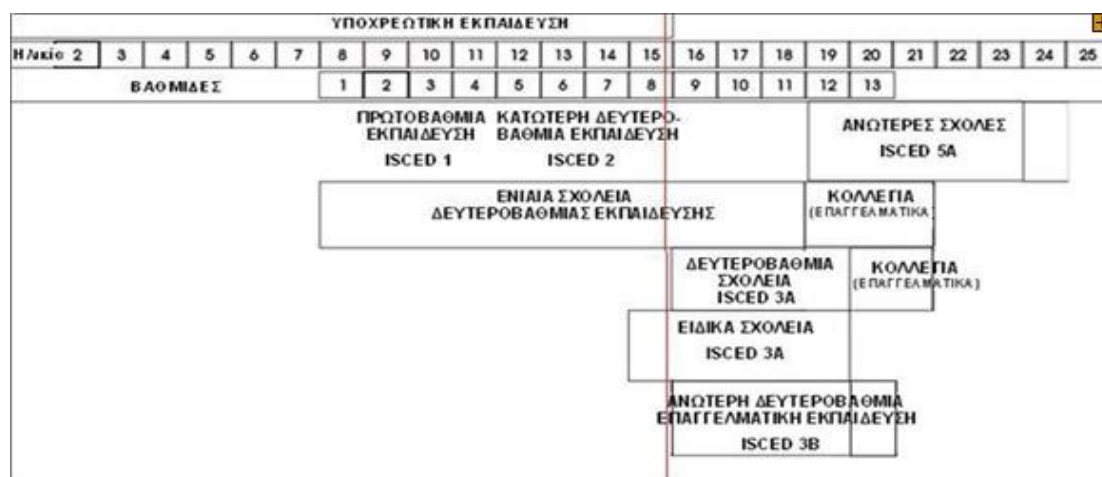 ΥΠΟΧΡΕΩΤΙΚΗ ΕΚΠΑΙΔΕΥΣΗ
Ηλικία 2 3 4 5 6 7 8 9 10 11 12 13 14 15 16 17 18 19 20 21 22 23 24 25
ΒΑΘΜΙΔΕΣ 1 2 3 4 5 6 7 8 9 10 11 12 13
ΠΡΩΤΟΒΑΘΜΙΑ
ΕΚΠΑΙΔΕΥΣΗ
ISCED 1
ΚΑΤΩΤΕΡΗ ΔΕΥΤΕΡΟ-
ΒΑΘΜΙΑ ΕΚΠΑΙΔΕΥΣΗ
ISCED 2
ΑΝΩΤΕΡΕΣ ΣΧΟΛΕΣ
ISCED 5A
ΕΝΙΑΙΑ ΣΧΟΛΕΙΑ
ΔΕΥΤΕΡΟΒΑΘΜΙΑΣ ΕΚΠΑΙΔΕΥΣΗΣ
ΚΟΛΛΕΓΙΑ
(ΕΠΑΓΓΕΛΜΑΤΙΚΑ)
ΔΕΥΤΕΡΟΒΑΘΜΙΑ
ΣΧΟΛΕΙΑ
ISCED 3A
ΚΟΛΛΕΓΙΑ
(ΕΠΑΓΓΕΛΜΑΤΙΚΑ)
ΕΙΔΙΚΑ ΣΧΟΛΕΙΑ
ISCED 3A
ΑΝΩΤΕΡΗ ΔΕΥΤΕΡΟΒΑΘΜΙΑ
ΕΠΑΓΓΕΛΜΑΤΙΚΗ ΕΚΠΑΙΔΕΥΣΗ
ISCED 3B